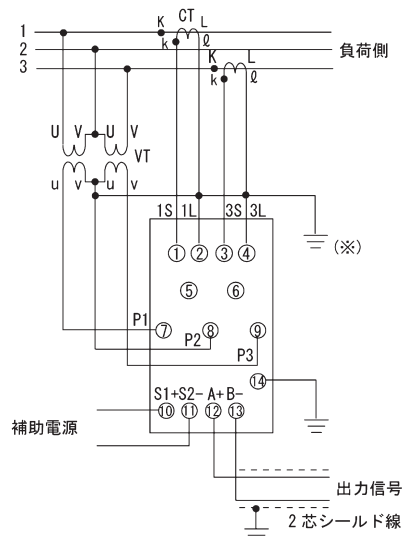 CT
K L
1
k ℓ
2
負荷側
K L
3
k ℓ
U V U V
VT
u v u v
1S 1L 3S 3L
(※)
① ② ③ ④
⑤ ⑥
P1 ⑦ ⑧ ⑨
P2
P3
⑭
S1+ S2- A+ B-
⑩ ⑪ ⑫ ⑬
補助電源
出力信号
2芯シールド線